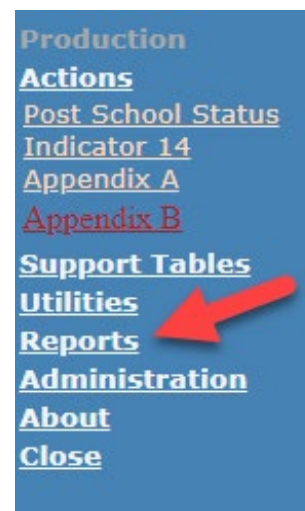 Production
Actions
Post School Status
Indicator 14
Appendix A
Appendix B
Support Tables
Utilities
Reports
Administration
About
Close